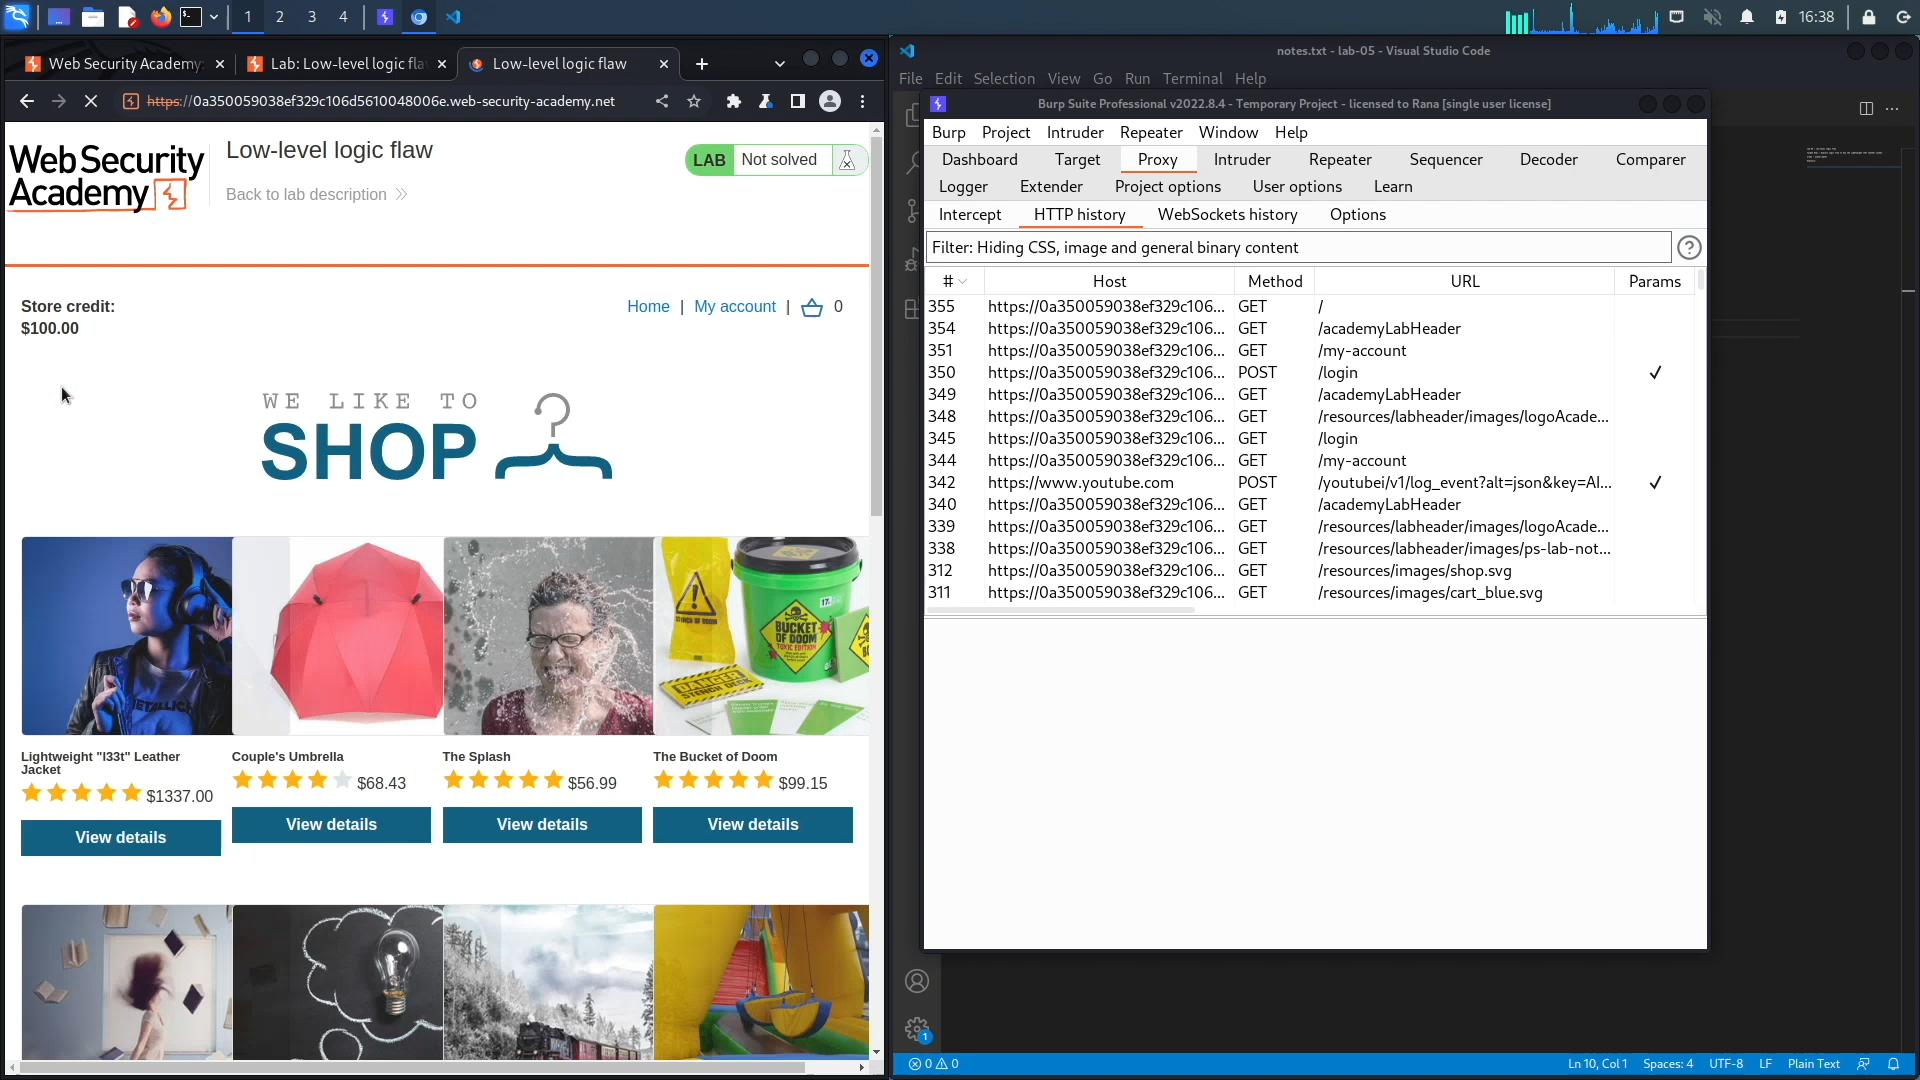 1 2 3 4
16:38
Web Security Academy:
Lab: Low-level logic fla
Low-level logic flaw
https://0a350059038ef329c106d5610048006e.web-security-academy.net
Web Security
Academy
Low-level logic flaw
Back to lab description
LAB Not solved
Store credit:
$100.00
Home | My account | 0
WE LIKE TO
SHOP
BUCKET
OF DOOM
TOXIC EDITION
Lightweight "l33t" Leather
Jacket
$1337.00
View details
Couple's Umbrella
$68.43
View details
The Splash
$56.99
View details
The Bucket of Doom
$99.15
View details
notes.txt - lab-05 - Visual Studio Code
File Edit Selection View Go Run Terminal Help
Burp Suite Professional v2022.8.4 - Temporary Project - licensed to Rana [single user license]
Burp Project Intruder Repeater Window Help
Dashboard Target Proxy Intruder Repeater Sequencer Decoder Comparer
Logger Extender Project options User options Learn
Intercept HTTP history WebSockets history Options
Filter: Hiding CSS, image and general binary content
# Host Method URL Params
355 https://0a350059038ef329c106... GET /
354 https://0a350059038ef329c106... GET /academyLabHeader
351 https://0a350059038ef329c106... GET /my-account
350 https://0a350059038ef329c106... POST /login ✓
349 https://0a350059038ef329c106... GET /academyLabHeader
348 https://0a350059038ef329c106... GET /resources/labheader/images/logoAcade...
345 https://0a350059038ef329c106... GET /login
344 https://0a350059038ef329c106... GET /my-account
342 https://www.youtube.com POST /youtubei/v1/log_event?alt=json&key=AI... ✓
340 https://0a350059038ef329c106... GET /academyLabHeader
339 https://0a350059038ef329c106... GET /resources/labheader/images/logoAcade...
338 https://0a350059038ef329c106... GET /resources/labheader/images/ps-lab-not...
312 https://0a350059038ef329c106... GET /resources/images/shop.svg
311 https://0a350059038ef329c106... GET /resources/images/cart_blue.svg
1
0 0
Ln 10, Col 1 Spaces: 4 UTF-8 LF Plain Text